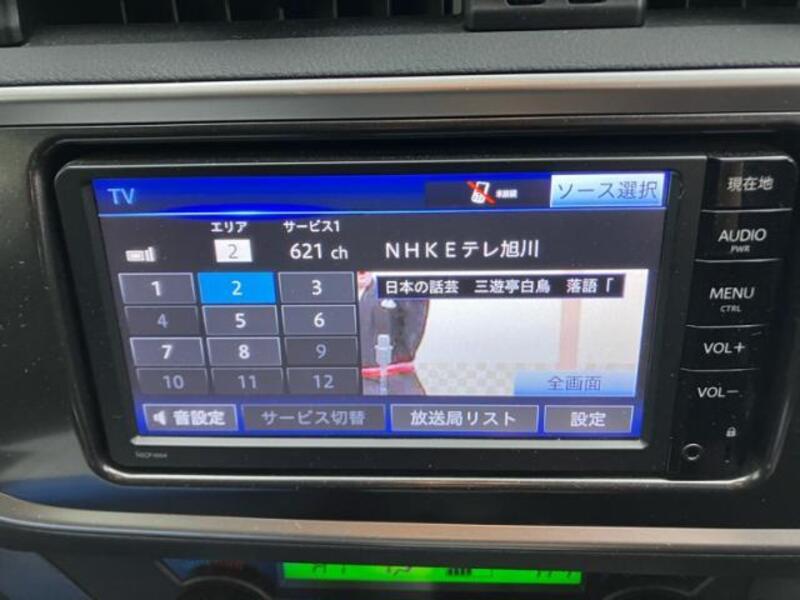 TV
未接続
ソース選択
エリア
サービス1
2
621 ch
NHKEテレ旭川
1
2
3
日本の話芸 三遊亭白鳥 落語「
4
5
6
7
8
9
10
11
12
全画面
音設定
サービス切替
放送局リスト
設定
現在地
AUDIO
PWR
MENU
CTRL
VOL+
VOL-